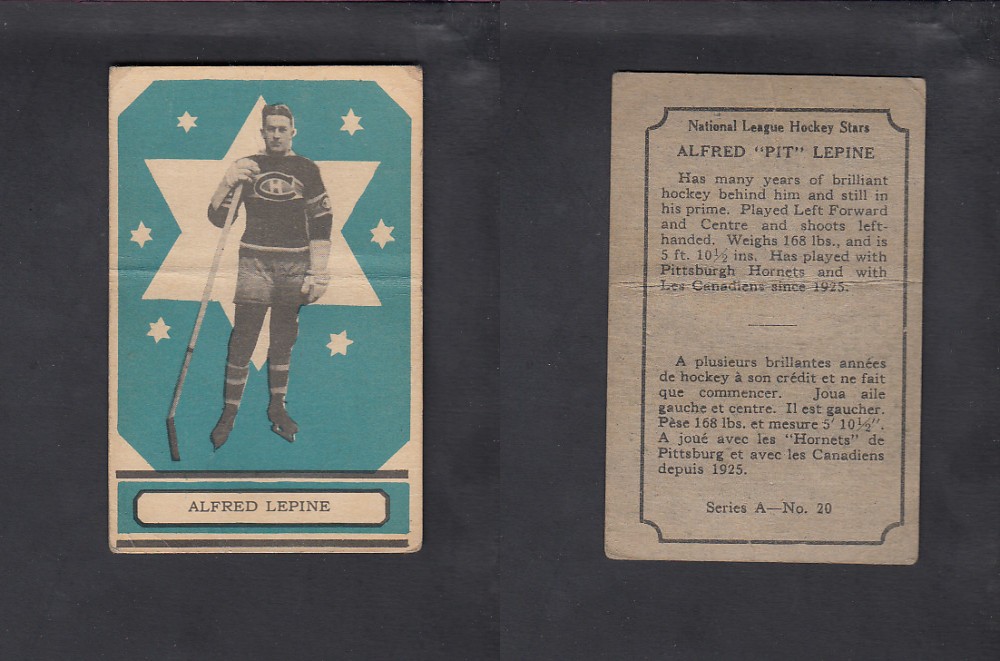 ALFRED LEPINE
National League Hockey Stars
ALFRED "PIT" LEPINE
Has many years of brilliant
hockey behind him and still in
his prime. Played Left Forward
and Centre and shoots left-
handed. Weighs 168 lbs., and is
5 ft. 10½ ins. Has played with
Pittsburgh Hornets and with
Les Canadiens since 1925.
A plusieurs brillantes années
de hockey à son crédit et ne fait
que commencer. Joua aile
gauche et centre. Il est gaucher.
Pèse 168 lbs. et mesure 5' 10½".
A joué avec les "Hornets" de
Pittsburg et avec les Canadiens
depuis 1925.
Series A—No. 20